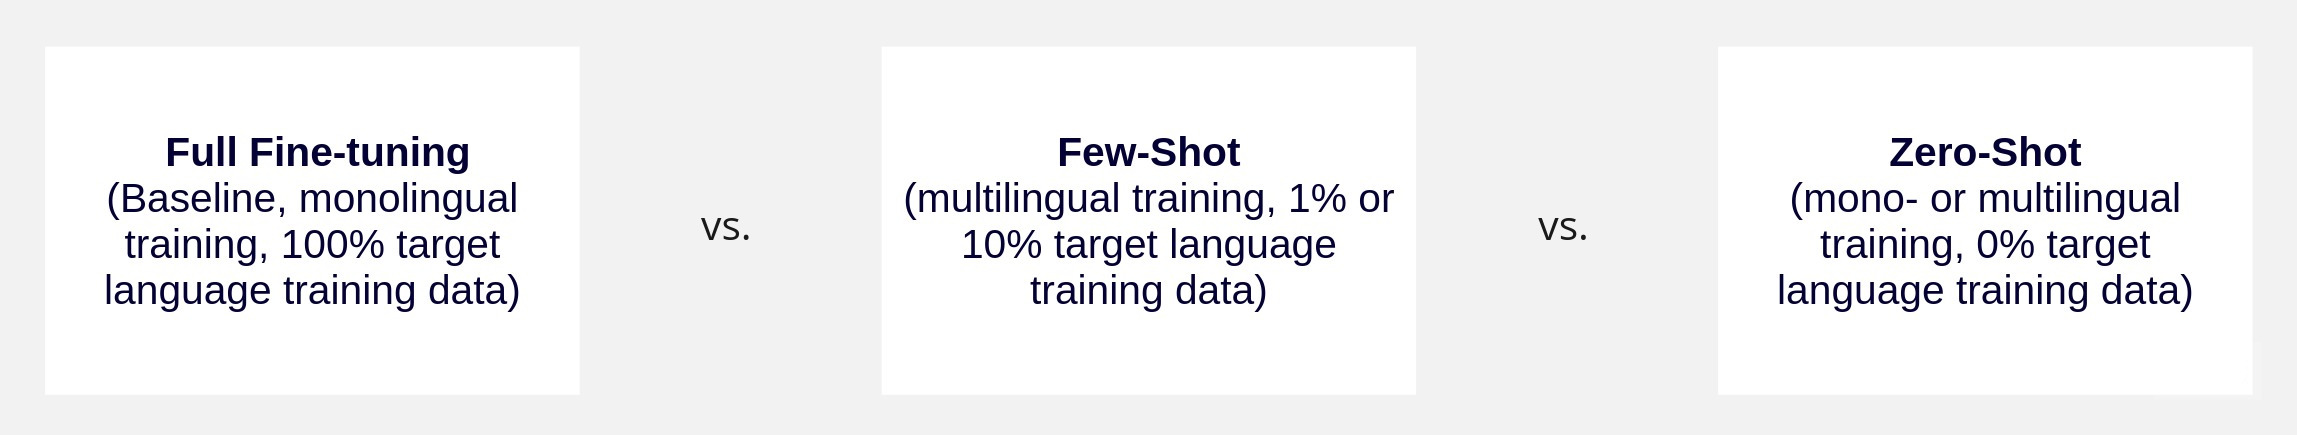 Full Fine-tuning
(Baseline, monolingual
training, 100% target
language training data)
vs.
Few-Shot
(multilingual training, 1% or
10% target language
training data)
vs.
Zero-Shot
(mono- or multilingual
training, 0% target
language training data)